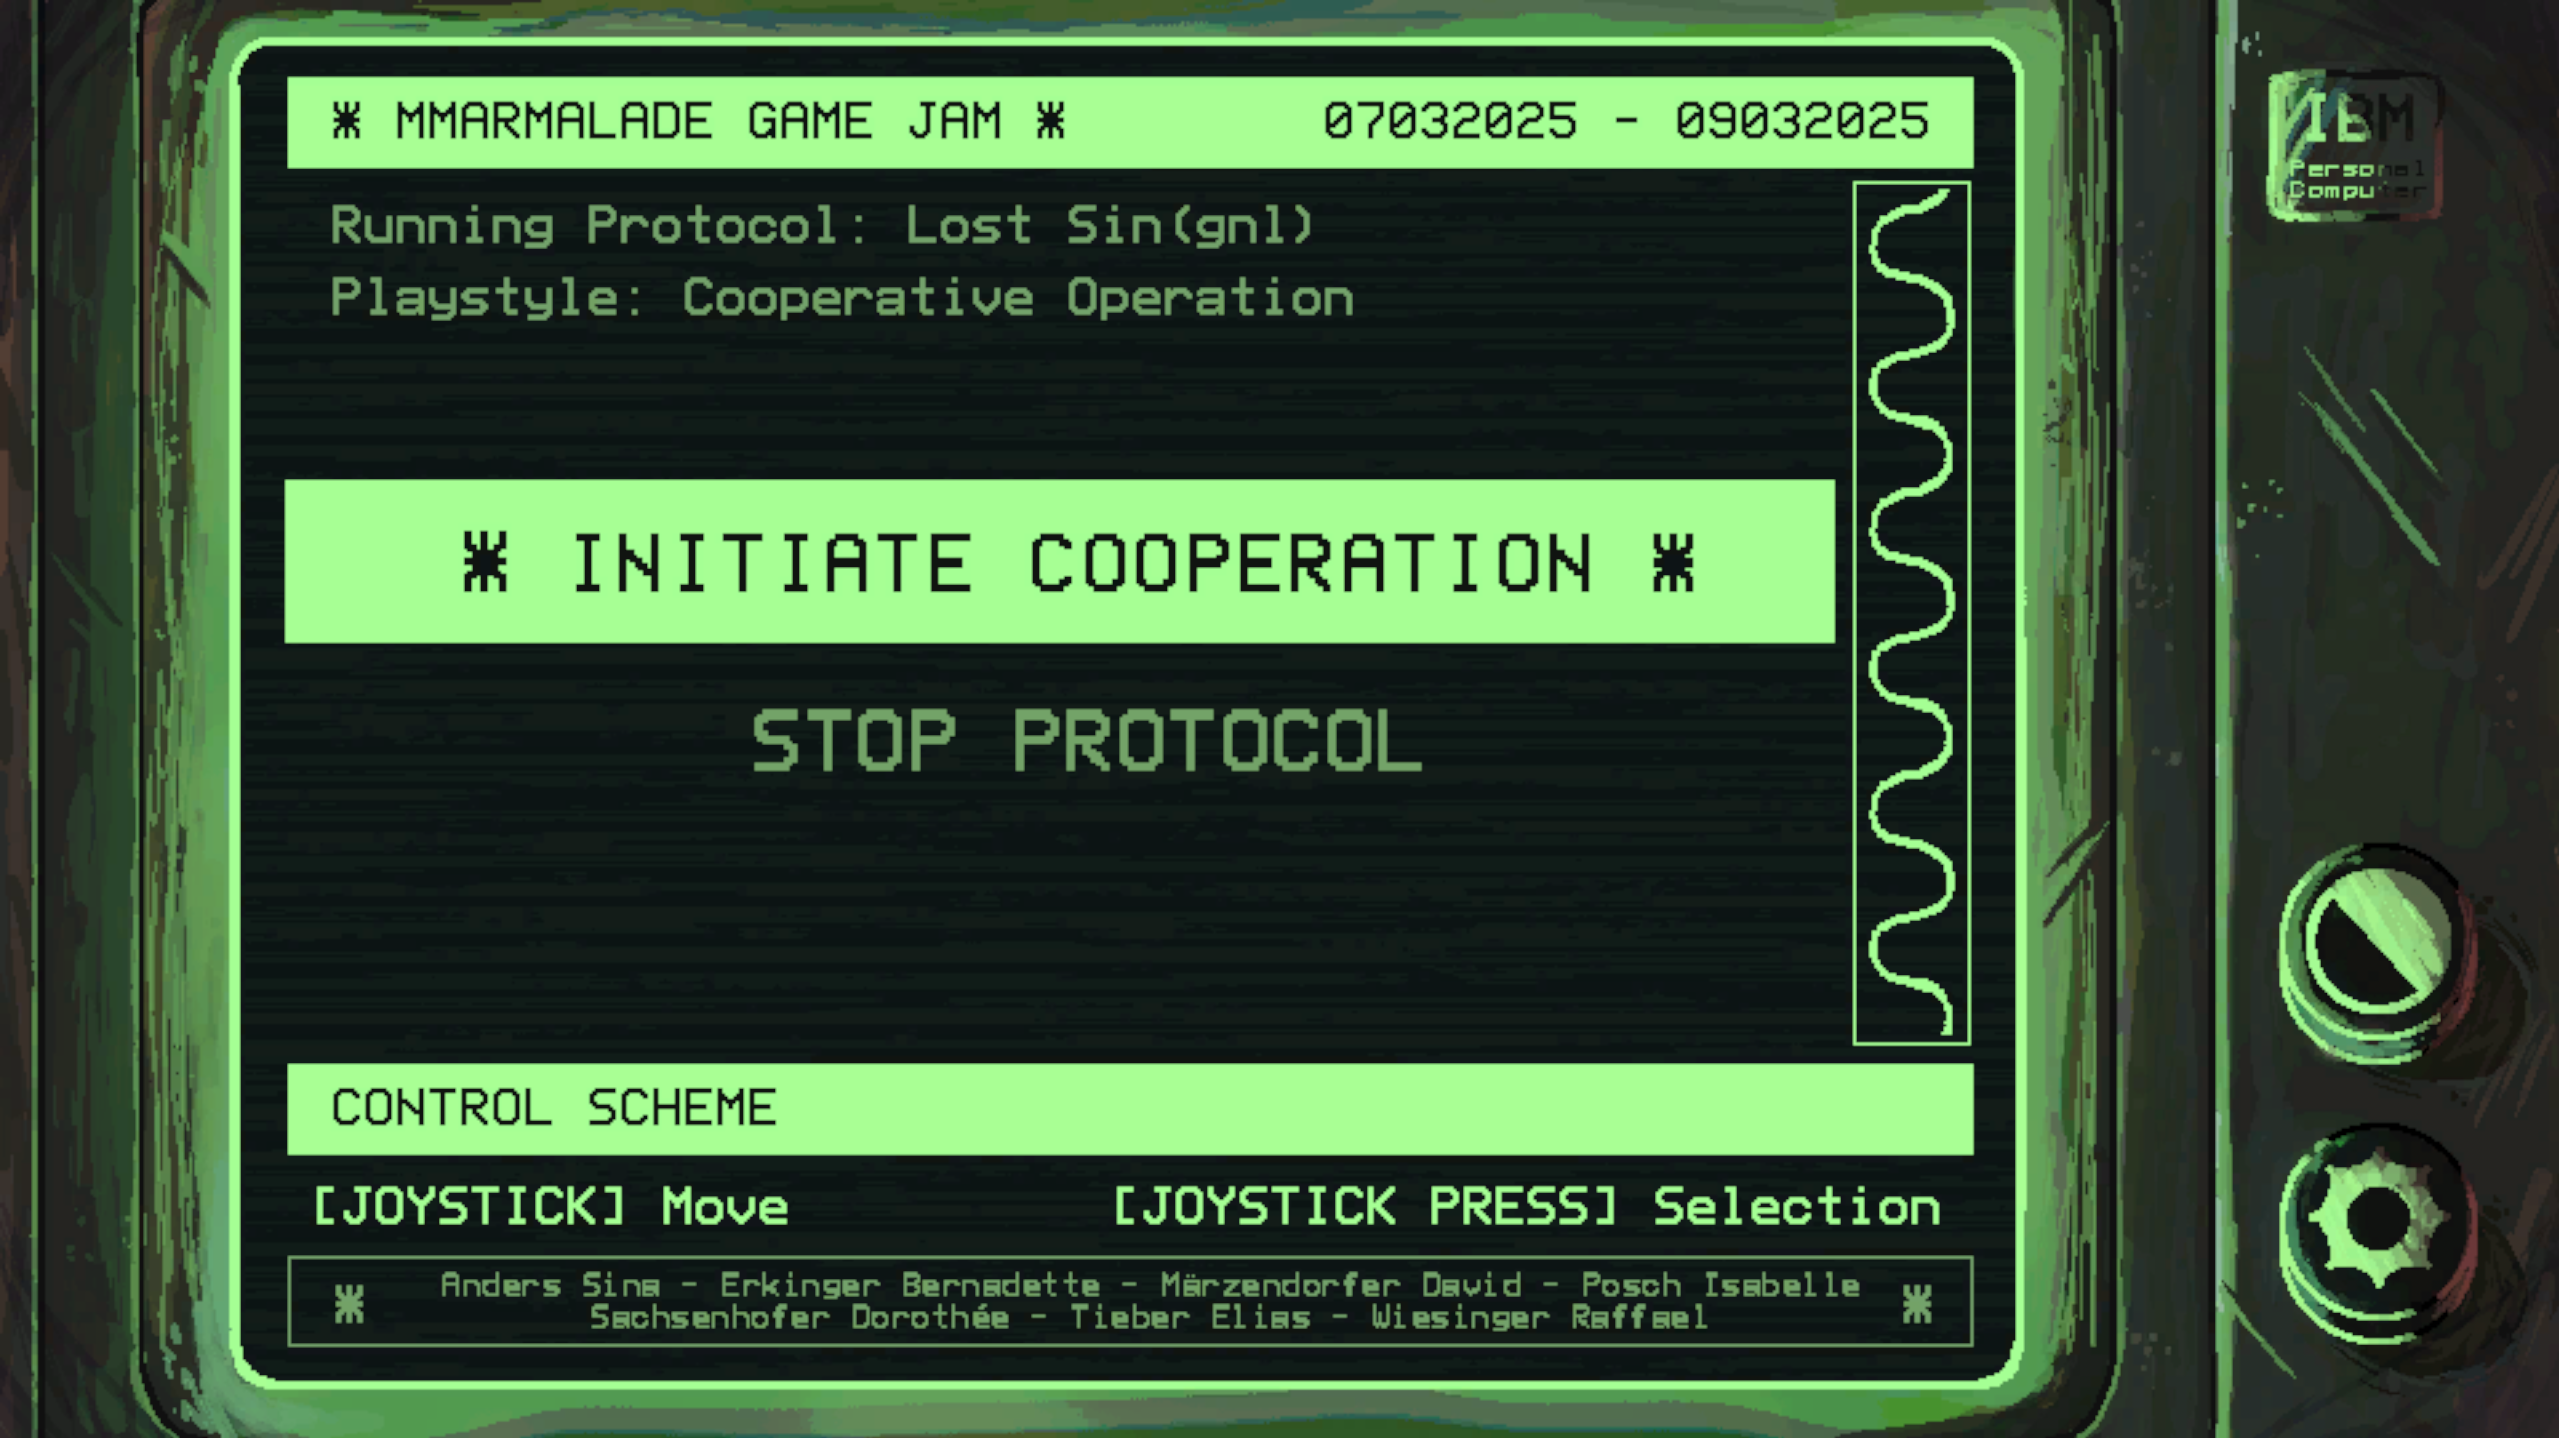 MMARMALADE GAME JAM 07032025 - 09032025
IBM
Personal
Computer
Running Protocol: Lost Sin(gnl)
Playstyle: Cooperative Operation
INITIATE COOPERATION
STOP PROTOCOL
CONTROL SCHEME
[JOYSTICK] Move [JOYSTICK PRESS] Selection
Anders Sina - Erkinger Bernadette - Märzendorfer David - Posch Isabelle
Sachsenhofer Dorothée - Tieber Elias - Wiesinger Raffael